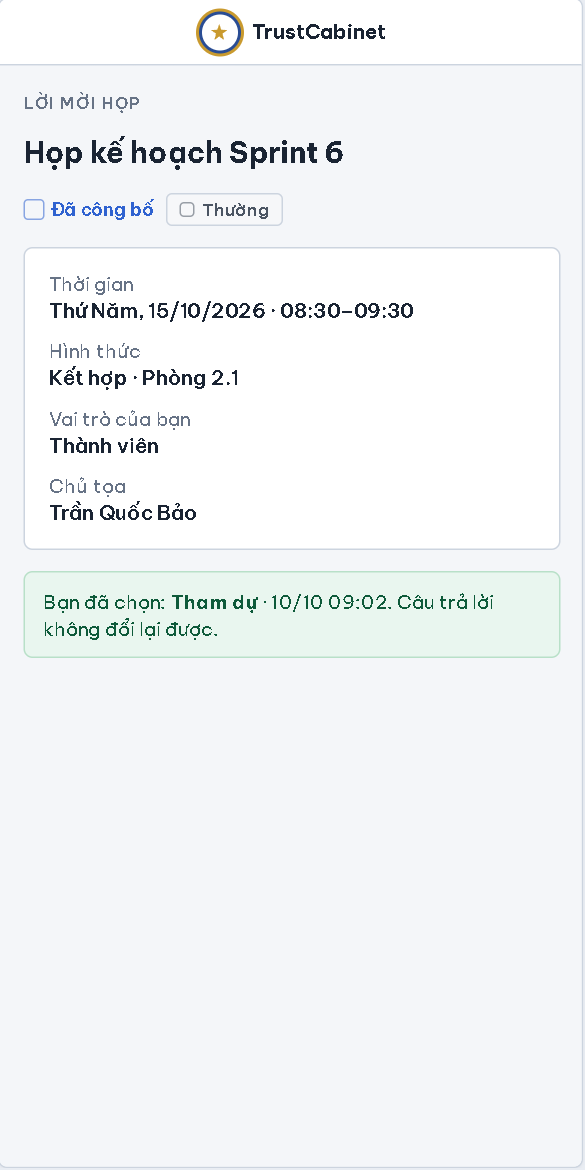 TrustCabinet
LỜI MỜI HỌP
Họp kế hoạch Sprint 6
Đã công bố
Thường
Thời gian
Thứ Năm, 15/10/2026 · 08:30–09:30
Hình thức
Kết hợp · Phòng 2.1
Vai trò của bạn
Thành viên
Chủ tọa
Trần Quốc Bảo
Bạn đã chọn: Tham dự · 10/10 09:02. Câu trả lời
không đổi lại được.